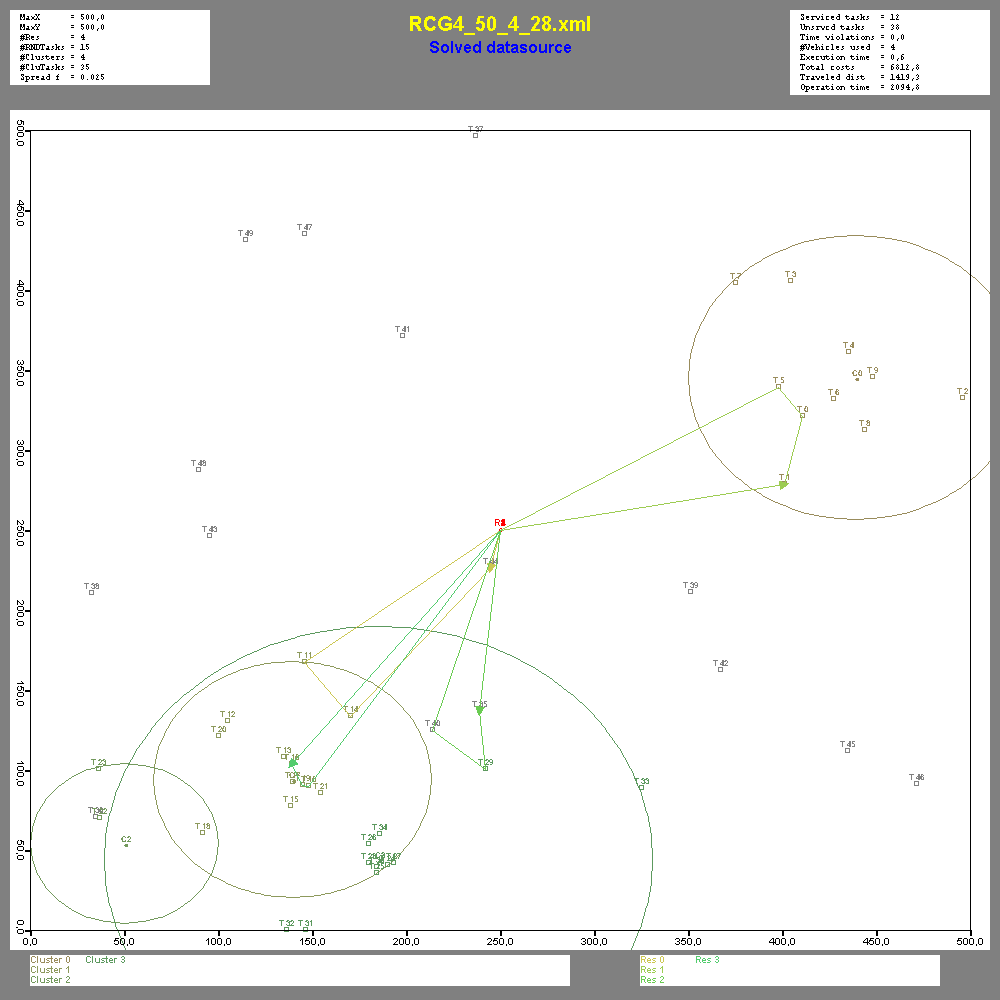 MaxX = 500,0
MaxY = 500,0
#Res = 4
#RNDTasks = 15
#Clusters = 4
#CluTasks = 35
Spread f = 0.025
RCG4_50_4_28.xml
Solved datasource
Serviced tasks = 12
Unsrvcd tasks = 38
Time violations = 0,0
#Vehicles used = 4
Execution time = 0,6
Total costs = 6812,8
Traveled dist = 1419,3
Operation time = 2094,8
500,0
450,0
400,0
350,0
300,0
250,0
200,0
150,0
100,0
50,0
0,0
T 37
T 49
T 47
T 41
T 7
T 3
T 4
C0
T 9
T 5
T 6
T 2
T 0
T 8
T 1
T 48
T 43
T 38
T 39
T 11
T 42
T 14
T 12
T 20
T 40
T 35
T 13
T 29
T 45
T 46
T 33
T 23
T 21
T 15
T 19
C2
T 34
T 26
T 32
T 31
0,0
50,0
100,0
150,0
200,0
250,0
300,0
350,0
400,0
450,0
500,0
Cluster 0 Cluster 3
Cluster 1
Cluster 2
Res 0 Res 3
Res 1
Res 2